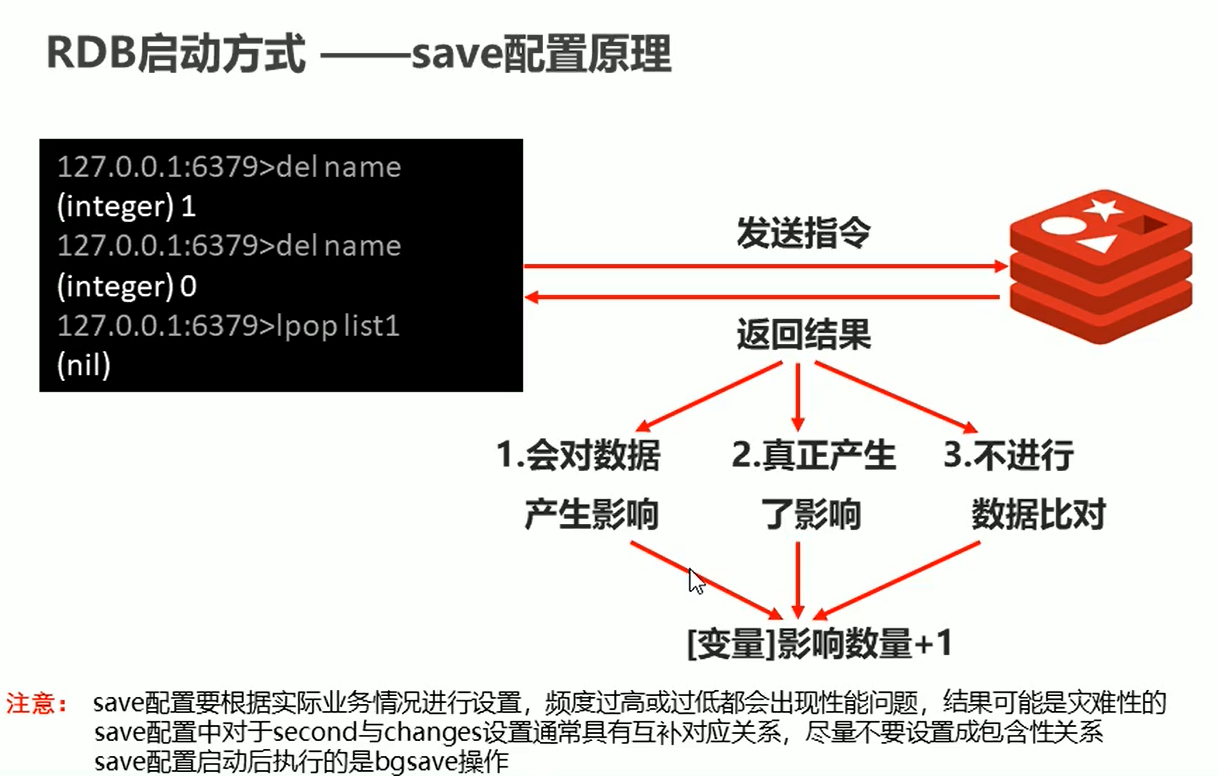 RDB启动方式 ——save配置原理
127.0.0.1:6379>del name
(integer) 1
127.0.0.1:6379>del name
(integer) 0
127.0.0.1:6379>lpop list1
(nil)
发送指令
返回结果
1.会对数据
产生影响
2.真正产生
了影响
3.不进行
数据比对
[变量]影响数量+1
注意： save配置要根据实际业务情况进行设置，频度过高或过低都会出现性能问题，结果可能是灾难性的
save配置中对于second与changes设置通常具有互补对应关系，尽量不要设置成包含性关系
save配置启动后执行的是bgsave操作